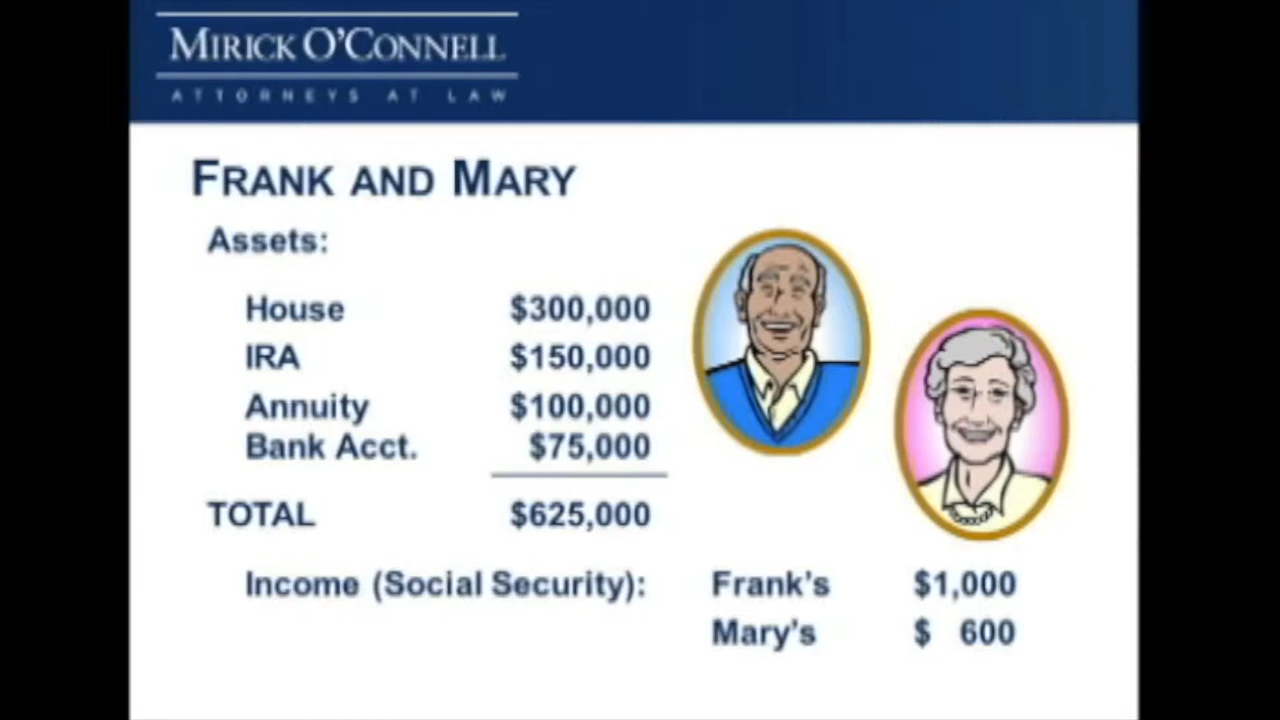 MIRICK O'CONNELL
ATTORNEYS AT LAW
FRANK AND MARY
Assets:
House $300,000
IRA $150,000
Annuity $100,000
Bank Acct. $75,000
TOTAL $625,000
Income (Social Security): Frank's $1,000
Mary's $ 600